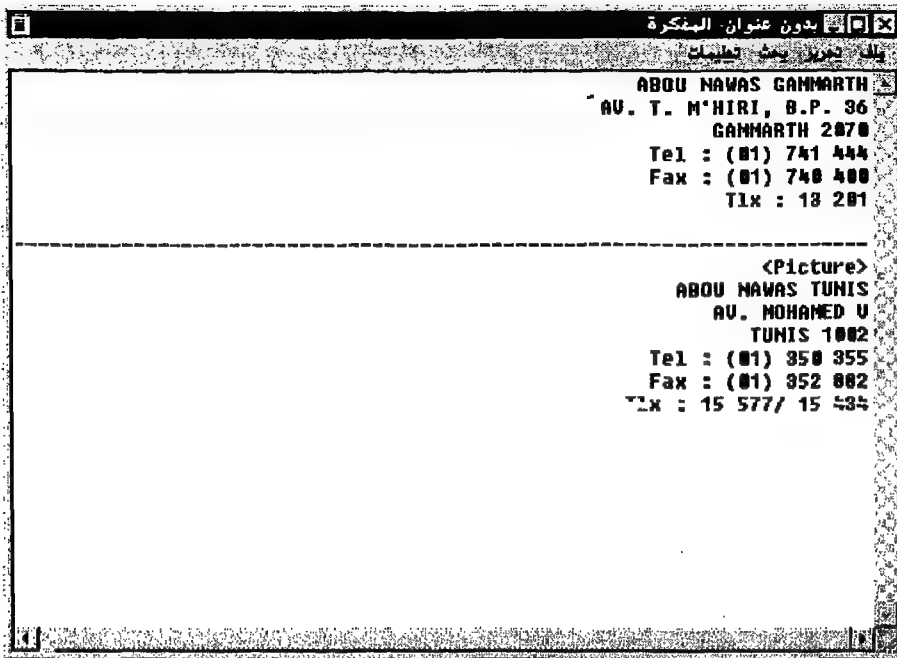 بدون عنوان- المفكرة
ملف تحرير بحث تعليمات
ABOU NAWAS GAMMARTH
AV. T. M'HIRI, B.P. 36
GAMMARTH 2070
Tel : (01) 741 444
Fax : (01) 740 400
Tlx : 13 201
<Picture>
ABOU NAWAS TUNIS
AV. MOHAMED V
TUNIS 1002
Tel : (01) 350 355
Fax : (01) 352 882
Tlx : 15 577/ 15 434